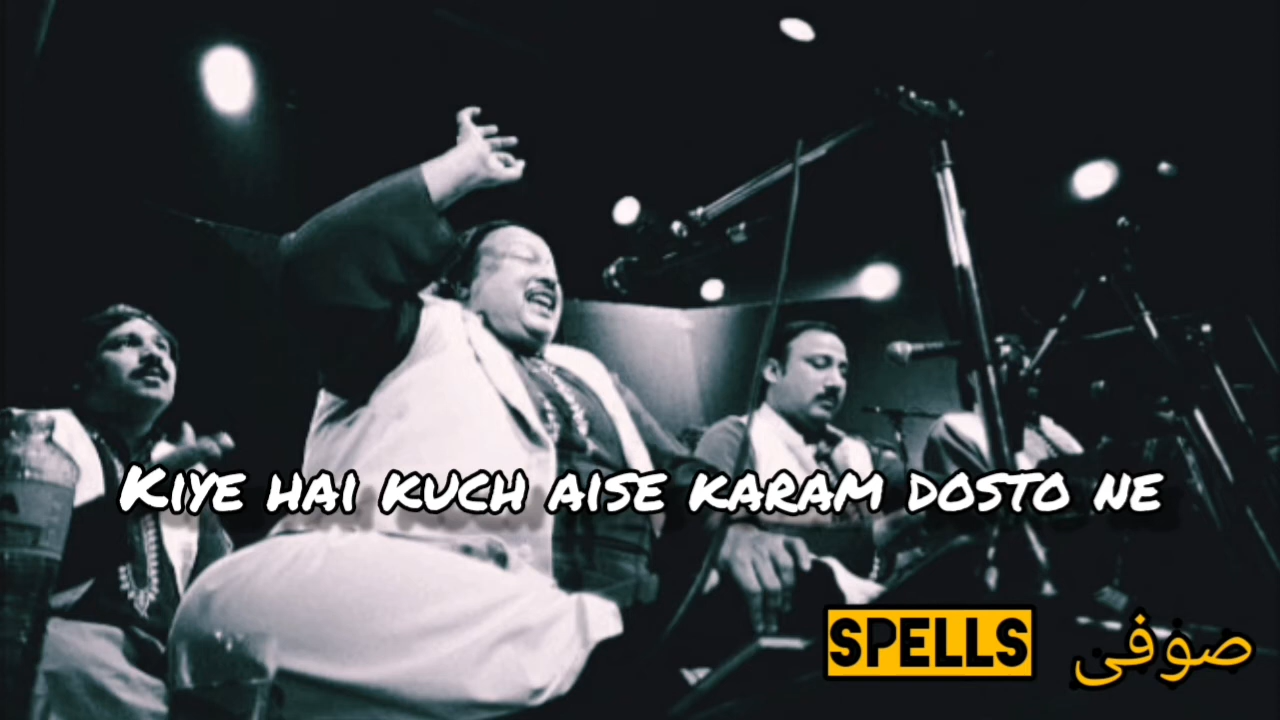 Kiye hai kuch aise karam dosto ne
SPELLS صوفی